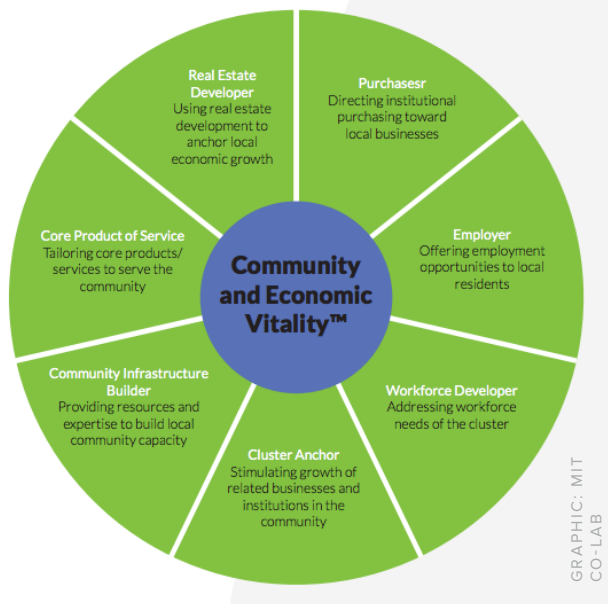 Real Estate
Developer
Using real estate
development to
anchor local
economic growth
Purchasesr
Directing institutional
purchasing toward
local businesses
Employer
Offering employment
opportunities to local
residents
Workforce Developer
Addressing workforce
needs of the cluster
Cluster Anchor
Stimulating growth of
related businesses and
institutions in the
community
Community Infrastructure
Builder
Providing resources and
expertise to build local
community capacity
Core Product of Service
Tailoring core products/
services to serve the
community
Community
and Economic
Vitality™
GRAPHIC: MIT
CO-LAB